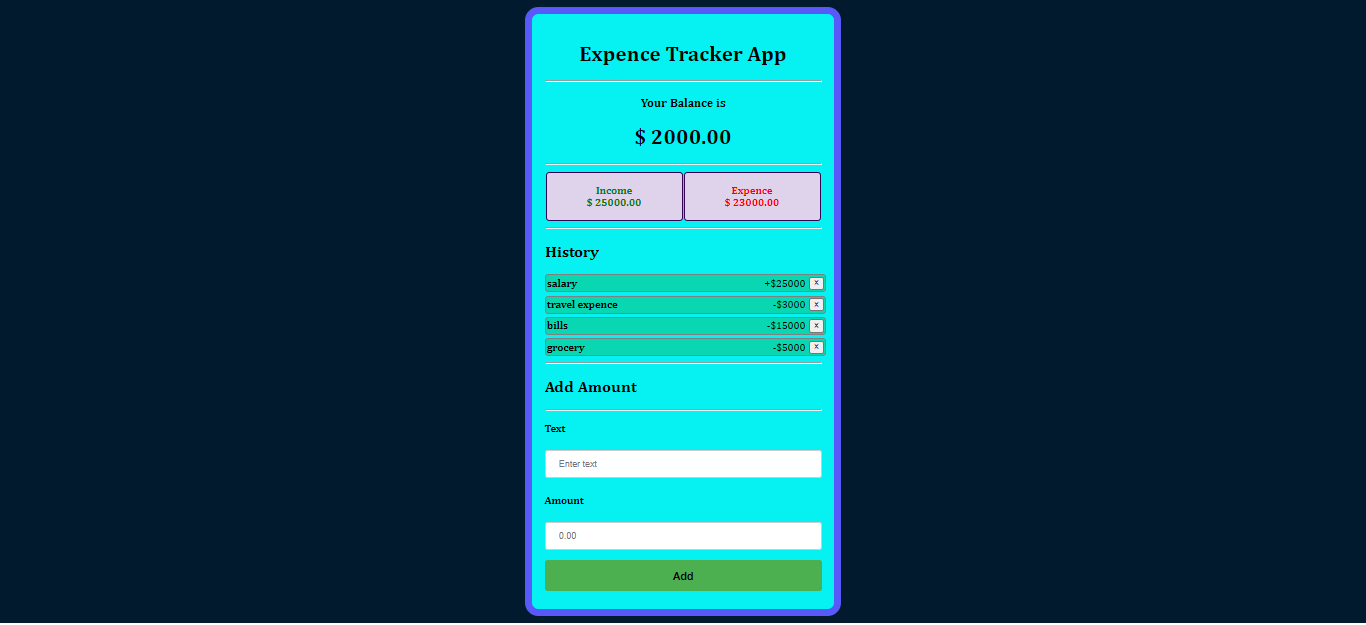 Expence Tracker App
Your Balance is
$ 2000.00
Income Expence
$ 25000.00 $ 23000.00
History
salary +$25000 ×
travel expence -$3000 ×
bills -$15000 ×
grocery -$5000 ×
Add Amount
Text
Enter text
Amount
0.00
Add